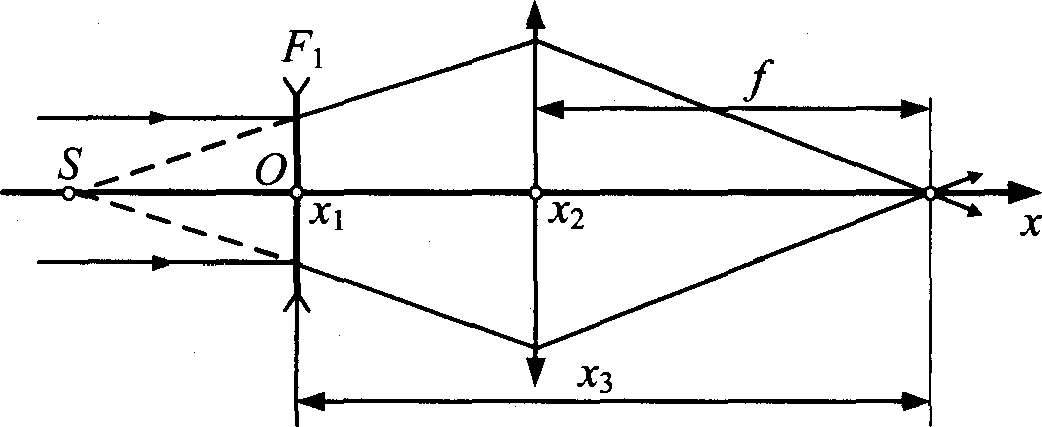 F₁
f
S
O
x₁
x₂
x
x₃